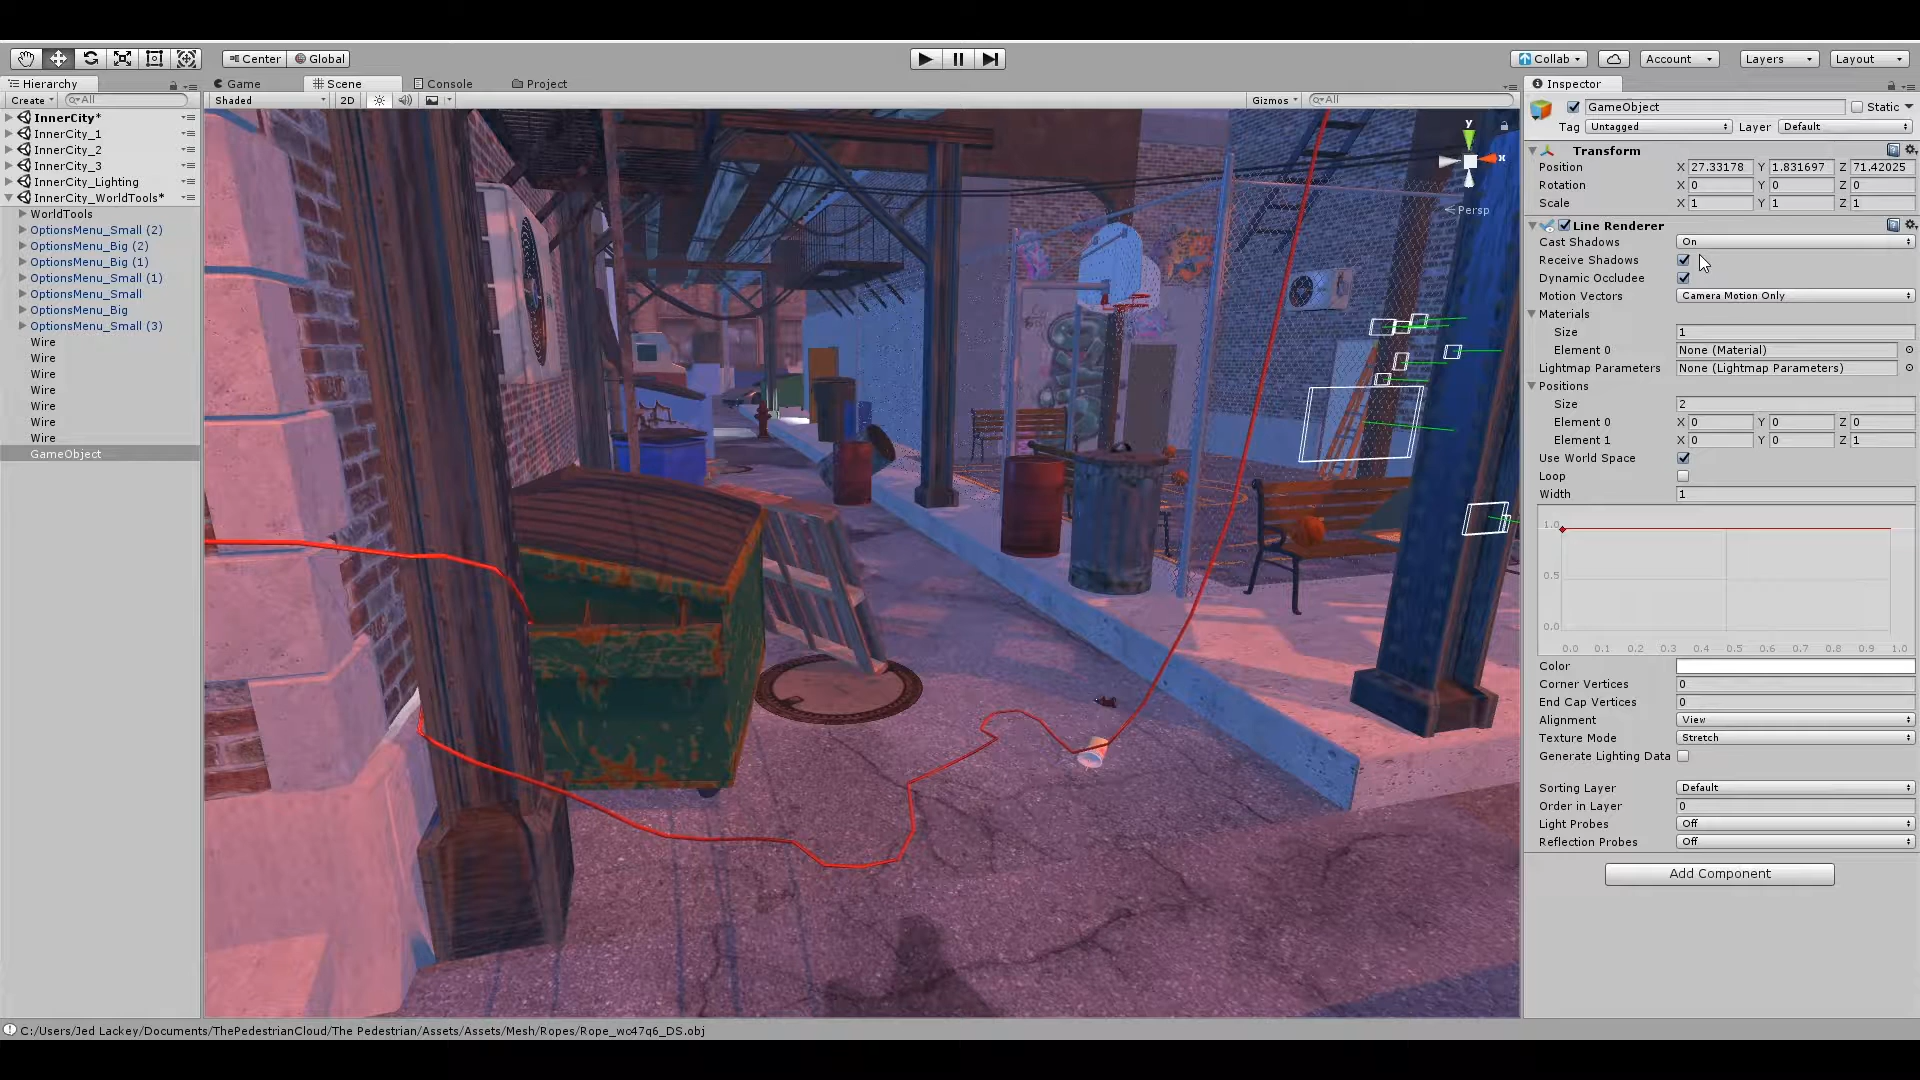 Center Global Collab Account Layers Layout
Hierarchy Game Scene Console Project Inspector
Create All Shaded 2D Gizmos All GameObject Static
InnerCity*
InnerCity_1
InnerCity_2
InnerCity_3
InnerCity_Lighting
InnerCity_WorldTools*
WorldTools
OptionsMenu_Small (2)
OptionsMenu_Big (2)
OptionsMenu_Big (1)
OptionsMenu_Small (1)
OptionsMenu_Small
OptionsMenu_Big
OptionsMenu_Small (3)
Wire
Wire
Wire
Wire
Wire
Wire
Wire
GameObject
y
x
Persp
Tag Untagged Layer Default
Transform
Position X 27.33178 Y 1.831697 Z 71.42025
Rotation X 0 Y 0 Z 0
Scale X 1 Y 1 Z 1
Line Renderer
Cast Shadows On
Receive Shadows
Dynamic Occludee
Motion Vectors Camera Motion Only
Materials
Size 1
Element 0 None (Material)
Lightmap Parameters None (Lightmap Parameters)
Positions
Size 2
Element 0 X 0 Y 0 Z 0
Element 1 X 0 Y 0 Z 1
Use World Space
Loop
Width 1
1.0
0.5
0.0
0.0 0.1 0.2 0.3 0.4 0.5 0.6 0.7 0.8 0.9 1.0
Color
Corner Vertices 0
End Cap Vertices 0
Alignment View
Texture Mode Stretch
Generate Lighting Data
Sorting Layer Default
Order in Layer 0
Light Probes Off
Reflection Probes Off
Add Component
C:/Users/Jed Lackey/Documents/ThePedestrianCloud/The Pedestrian/Assets/Assets/Mesh/Ropes/Rope_wc47q6_DS.obj